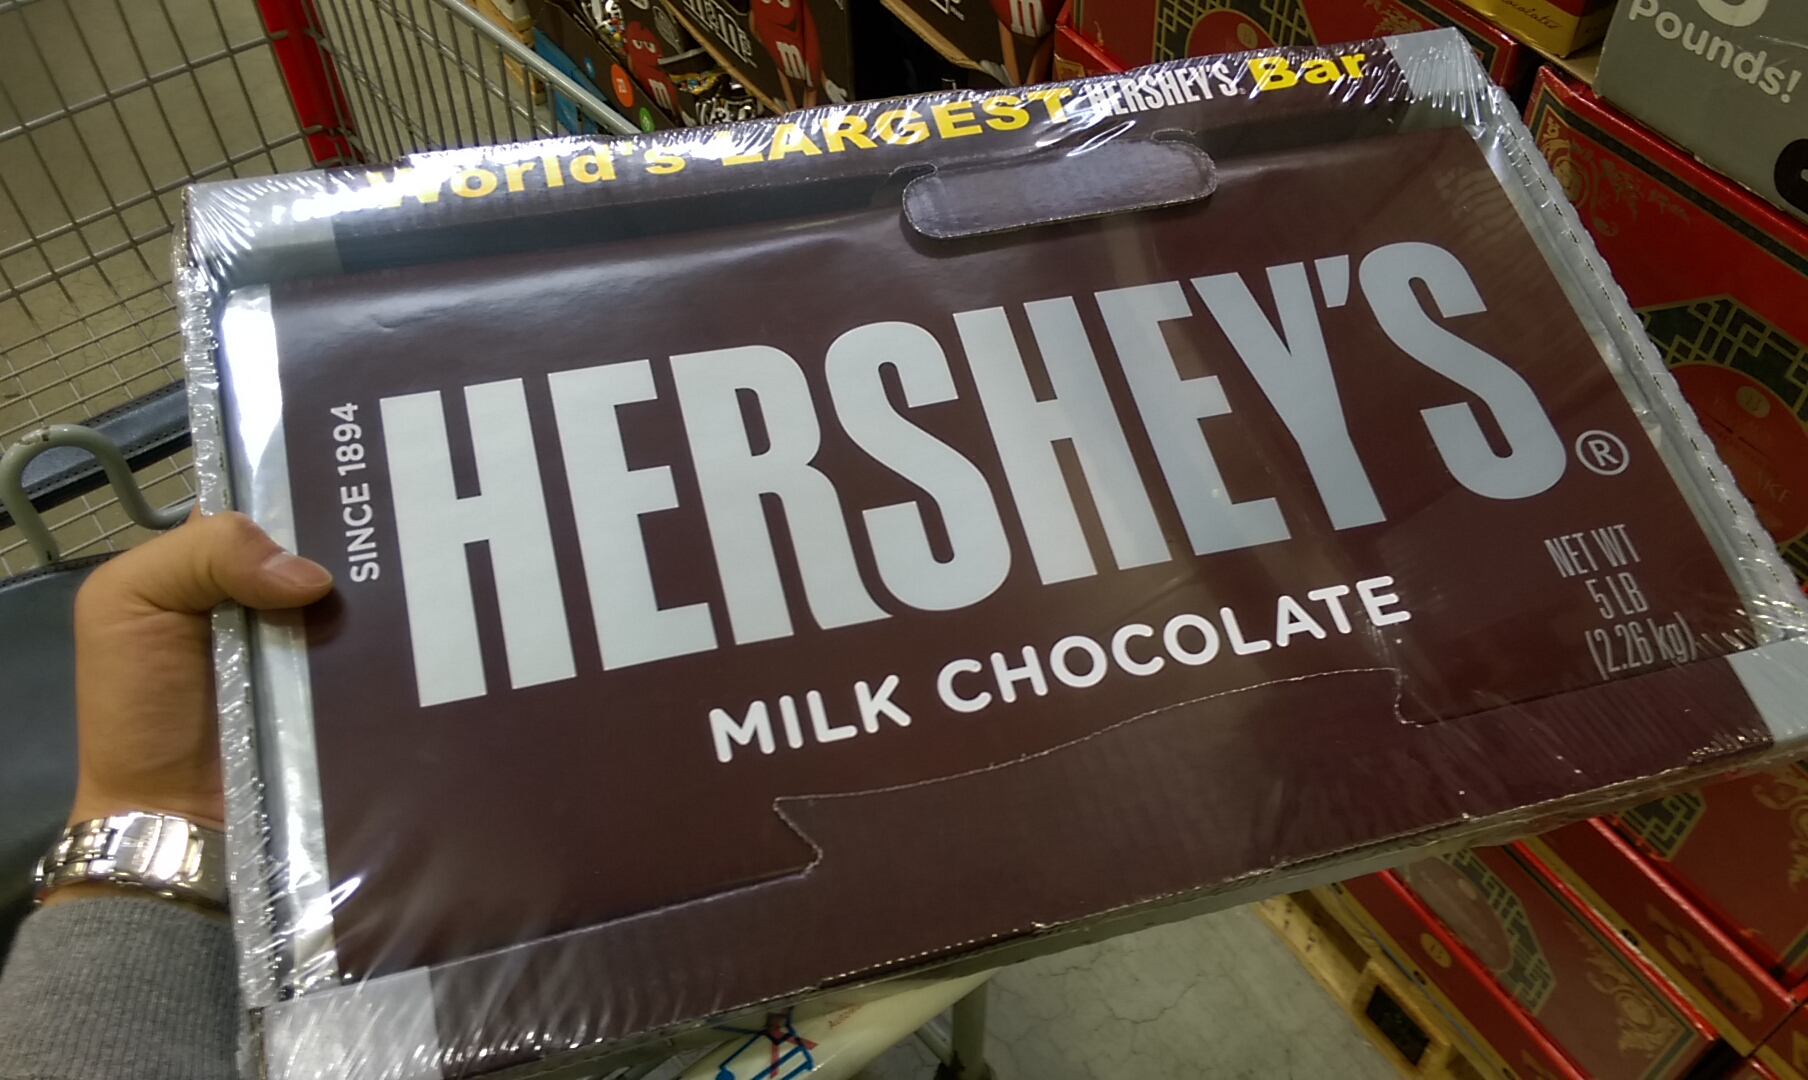 World's LARGEST HERSHEY'S Bar
SINCE 1894
HERSHEY'S®
MILK CHOCOLATE
NET WT
5 LB
(2.26 kg)
Pounds!
m&m's
m
m